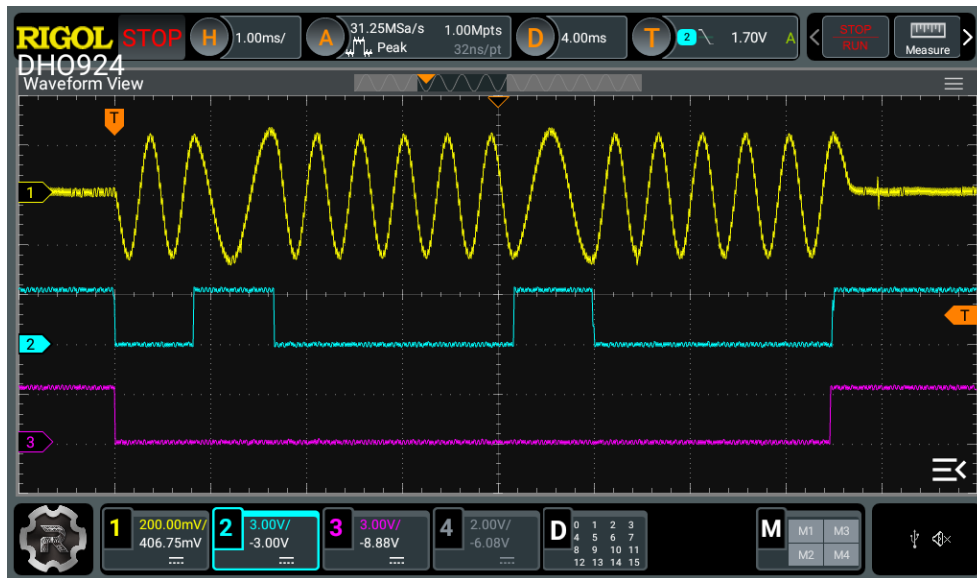 RIGOL STOP H 1.00ms/ A 31.25MSa/s 1.00Mpts D 4.00ms T 2 1.70V A STOP
Peak 32ns/pt RUN Measure
DHO924
Waveform View
T
1
T
2
3
1 200.00mV/ 2 3.00V/ 3 3.00V/ 4 2.00V/ D 0 1 2 3 M M1 M3
406.75mV -3.00V -8.88V -6.08V 4 5 6 7
8 9 10 11 M2 M4
12 13 14 15